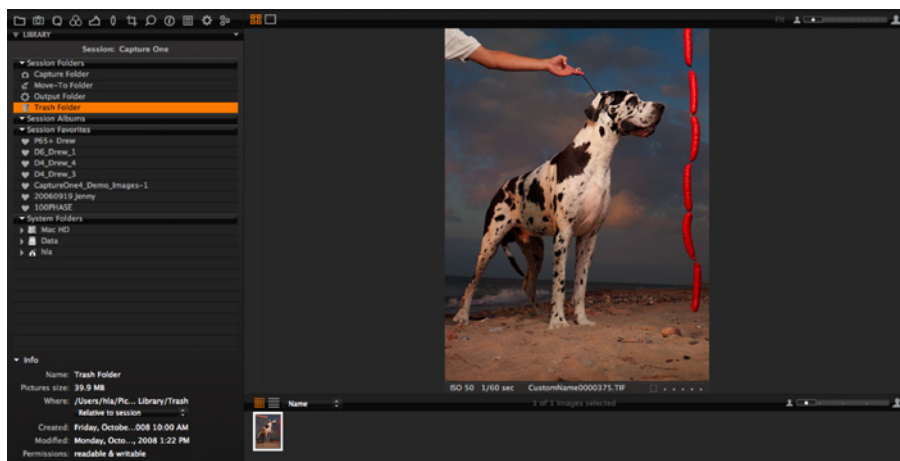 LIBRARY
Session: Capture One
Session Folders
Capture Folder
Move-To Folder
Output Folder
Trash Folder
Session Albums
Session Favorites
P65+ Drew
D6_Drew_1
D4_Drew_4
D4_Drew_3
CaptureOne4_Demo_Images-1
20060919 Jenny
100PHASE
System Folders
Mac HD
Data
hla
Info
Name: Trash Folder
Pictures size: 39.9 MB
Where: /Users/hla/Pic... Library/Trash
Relative to session
Created: Friday, Octobe...008 10:00 AM
Modified: Monday, Octo..., 2008 1:22 PM
Permissions: readable & writable
Fit
ISO 50 1/60 sec CustomName0000375.TIF
Name
1 of 1 images selected